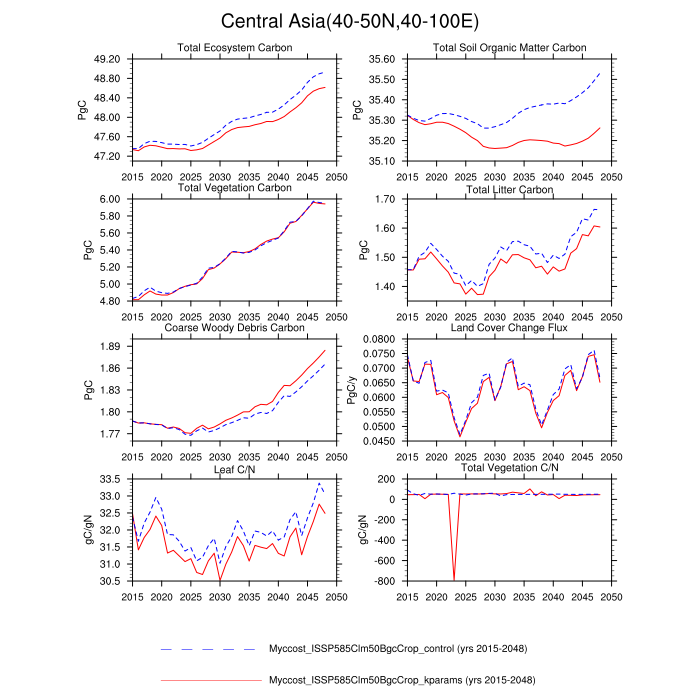 Central Asia(40-50N,40-100E)
Total Ecosystem Carbon
PgC
49.20
48.80
48.40
48.00
47.60
47.20
2015 2020 2025 2030 2035 2040 2045 2050
Total Soil Organic Matter Carbon
PgC
35.60
35.50
35.40
35.30
35.20
35.10
2015 2020 2025 2030 2035 2040 2045 2050
Total Vegetation Carbon
PgC
6.00
5.80
5.60
5.40
5.20
5.00
4.80
2015 2020 2025 2030 2035 2040 2045 2050
Total Litter Carbon
PgC
1.70
1.60
1.50
1.40
2015 2020 2025 2030 2035 2040 2045 2050
Coarse Woody Debris Carbon
PgC
1.89
1.86
1.83
1.80
1.77
2015 2020 2025 2030 2035 2040 2045 2050
Land Cover Change Flux
PgC/y
0.0800
0.0750
0.0700
0.0650
0.0600
0.0550
0.0500
0.0450
2015 2020 2025 2030 2035 2040 2045 2050
Leaf C/N
gC/gN
33.5
33.0
32.5
32.0
31.5
31.0
30.5
2015 2020 2025 2030 2035 2040 2045 2050
Total Vegetation C/N
gC/gN
200
0
-200
-400
-600
-800
2015 2020 2025 2030 2035 2040 2045 2050
Myccost_ISSP585Clm50BgcCrop_control (yrs 2015-2048)
Myccost_ISSP585Clm50BgcCrop_kparams (yrs 2015-2048)